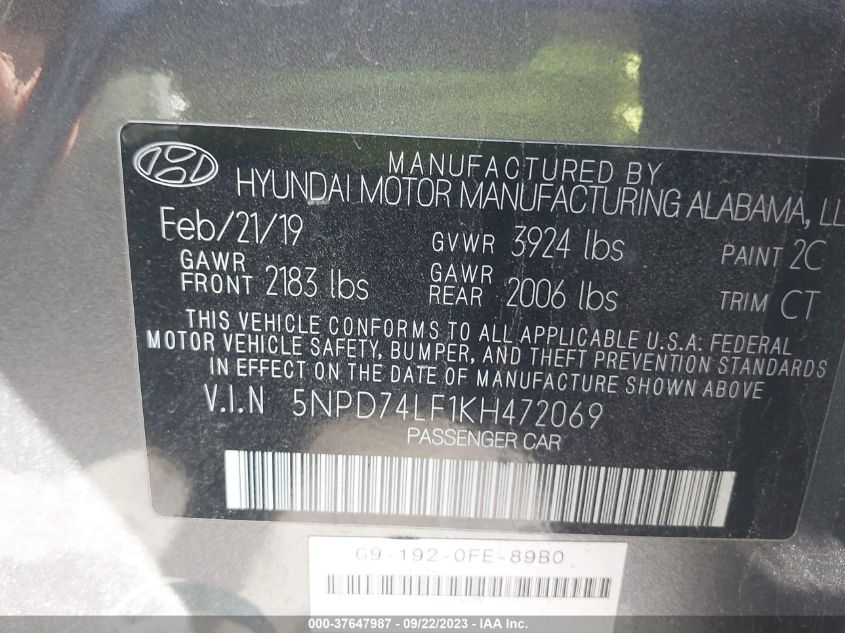 MANUFACTURED BY
HYUNDAI MOTOR MANUFACTURING ALABAMA, LL
Feb/21/19 GVWR 3924 lbs PAINT 2C
GAWR FRONT 2183 lbs GAWR REAR 2006 lbs TRIM CT
THIS VEHICLE CONFORMS TO ALL APPLICABLE U.S.A. FEDERAL
MOTOR VEHICLE SAFETY, BUMPER, AND THEFT PREVENTION STANDARDS
IN EFFECT ON THE DATE OF MANUFACTURE SHOWN ABOVE
V.I.N 5NPD74LF1KH472069
PASSENGER CAR
G9-192-0FE-89B0
000-37647987 - 09/22/2023 - IAA Inc.